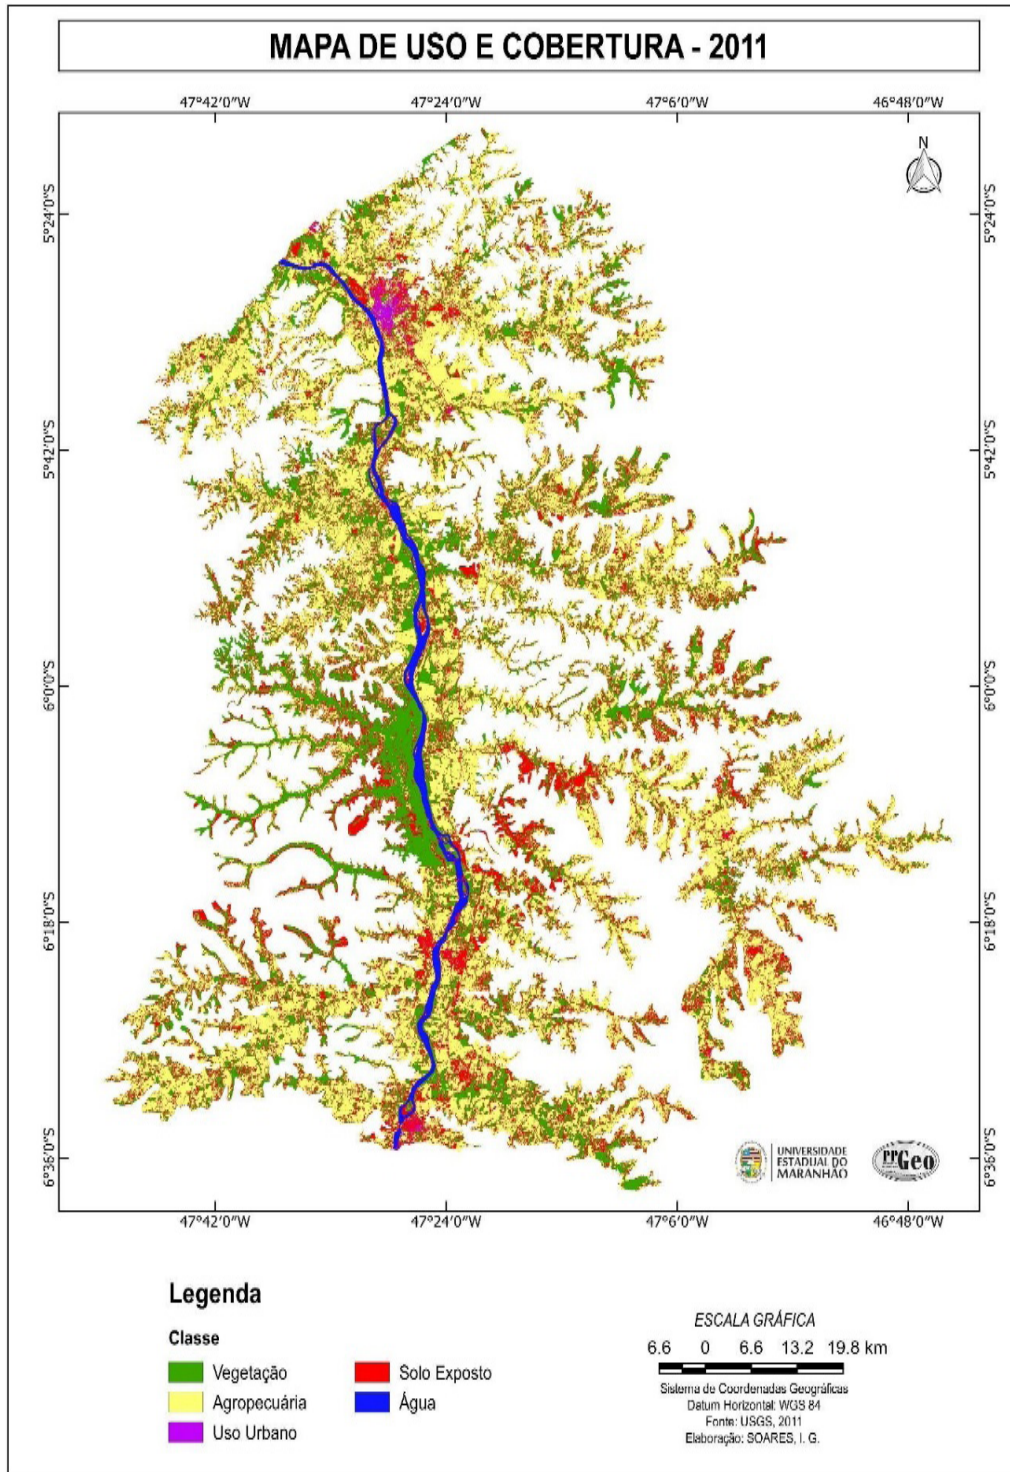 MAPA DE USO E COBERTURA - 2011
47°42'0"W 47°24'0"W 47°6'0"W 46°48'0"W
N
5°24'0"S 5°24'0"S
5°42'0"S 5°42'0"S
6°0'0"S 6°0'0"S
6°18'0"S 6°18'0"S
6°36'0"S 6°36'0"S
UNIVERSIDADE
ESTADUAL DO
MARANHÃO
PPGeo
47°42'0"W 47°24'0"W 47°6'0"W 46°48'0"W
Legenda
Classe
Vegetação
Agropecuária
Uso Urbano
Solo Exposto
Água
ESCALA GRÁFICA
6.6 0 6.6 13.2 19.8 km
Sistema de Coordenadas Geográficas
Datum Horizontal: WGS 84
Fonte: USGS, 2011
Elaboração: SOARES, I. G.